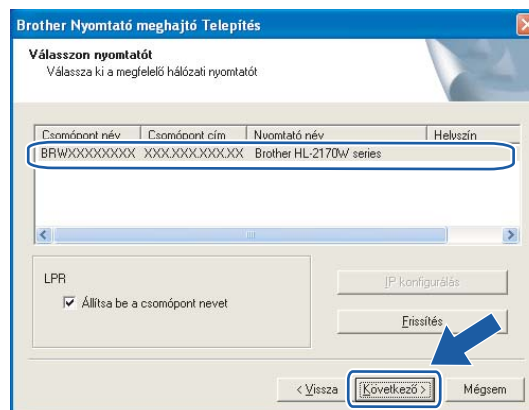 Brother Nyomtató meghajtó Telepítés
Válasszon nyomtatót
Válassza ki a megfelelő hálózati nyomtatót
Csomópont név Csomópont cím Nyomtató név Helyszín
BRWXXXXXXXX XXX.XXX.XXX.XX Brother HL-2170W series
LPR
Állítsa be a csomópont nevet
IP konfigurálás
Frissítés
< Vissza Következő > Mégsem